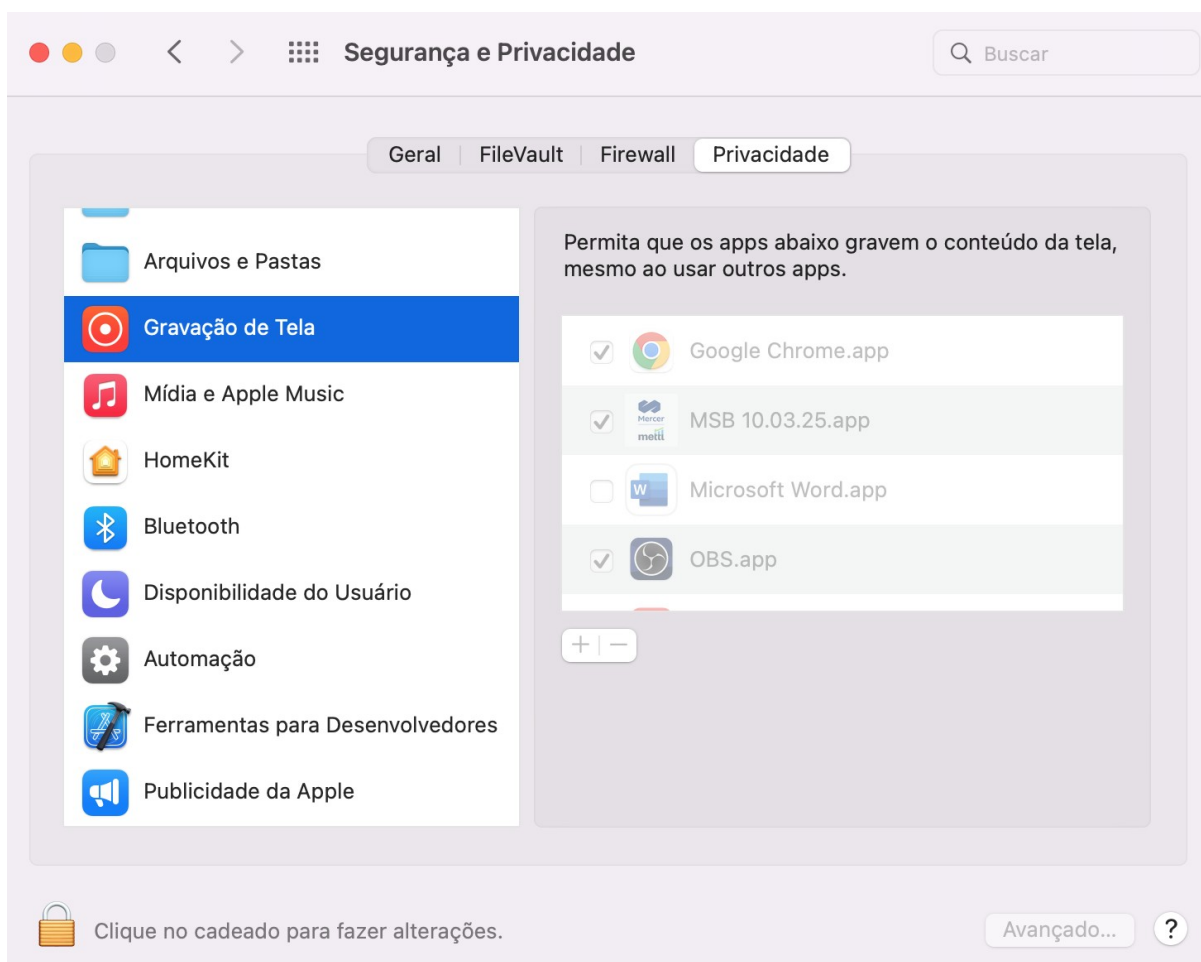 Segurança e Privacidade
Buscar
Geral
FileVault
Firewall
Privacidade
Arquivos e Pastas
Gravação de Tela
Mídia e Apple Music
HomeKit
Bluetooth
Disponibilidade do Usuário
Automação
Ferramentas para Desenvolvedores
Publicidade da Apple
Permita que os apps abaixo gravem o conteúdo da tela,
mesmo ao usar outros apps.
Google Chrome.app
Mercer
mettl
MSB 10.03.25.app
W
Microsoft Word.app
OBS.app
Clique no cadeado para fazer alterações.
Avançado...
?